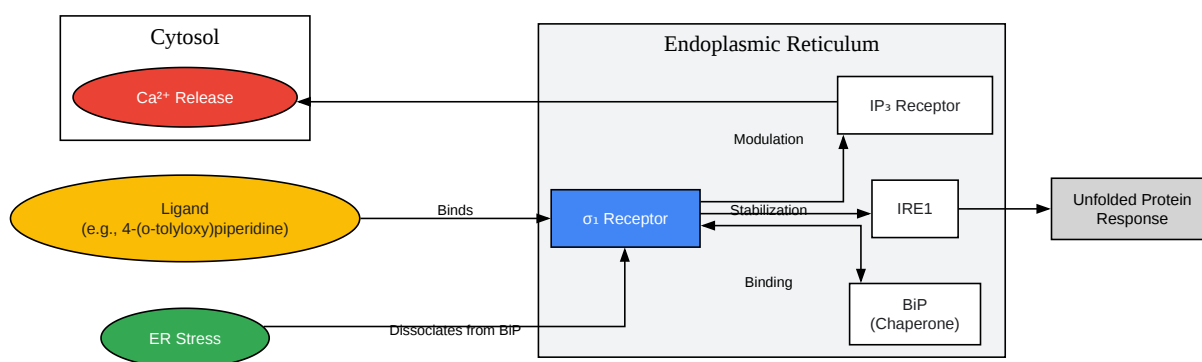 Cytosol
Endoplasmic Reticulum
Ca²⁺ Release
IP₃ Receptor
Modulation
Ligand
(e.g., 4-(o-tolyloxy)piperidine)
Binds
σ₁ Receptor
Stabilization
IRE1
Unfolded Protein
Response
Binding
BiP
(Chaperone)
ER Stress
Dissociates from BiP